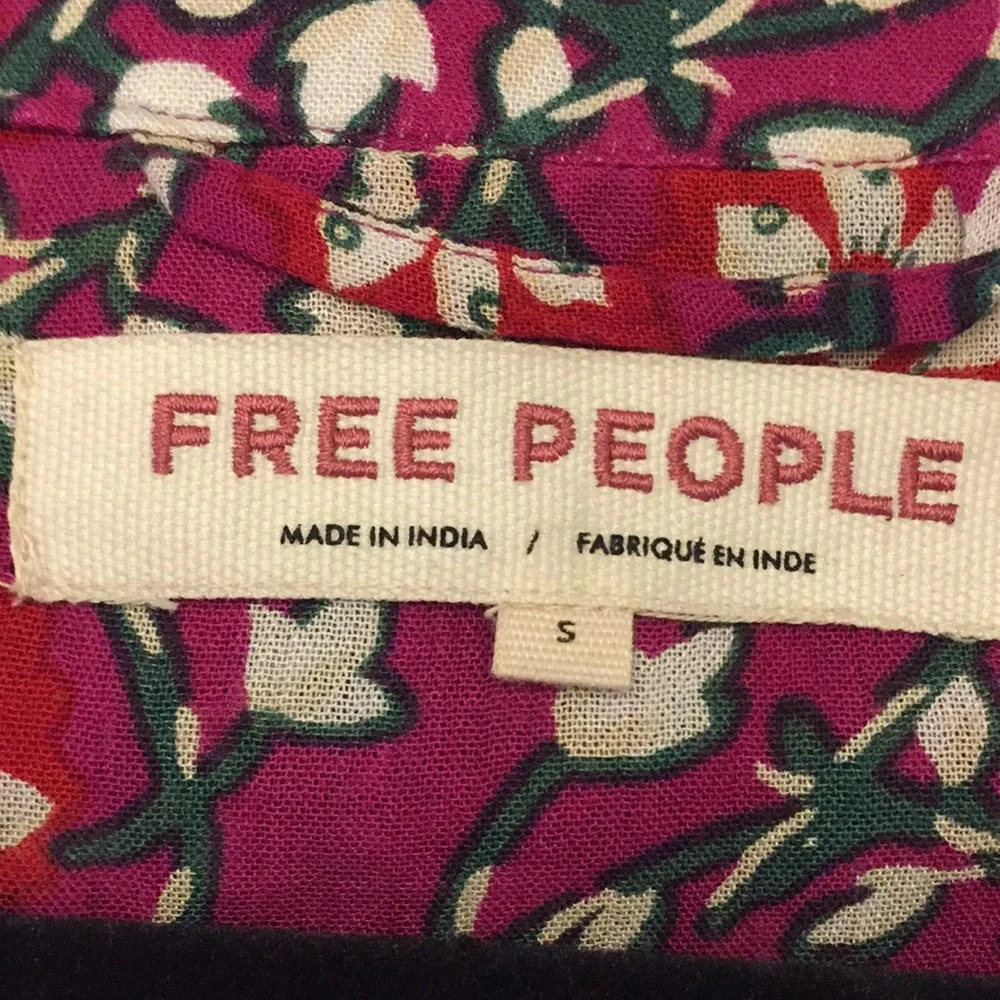 FREE PEOPLE
MADE IN INDIA / FABRIQUÉ EN INDE
S